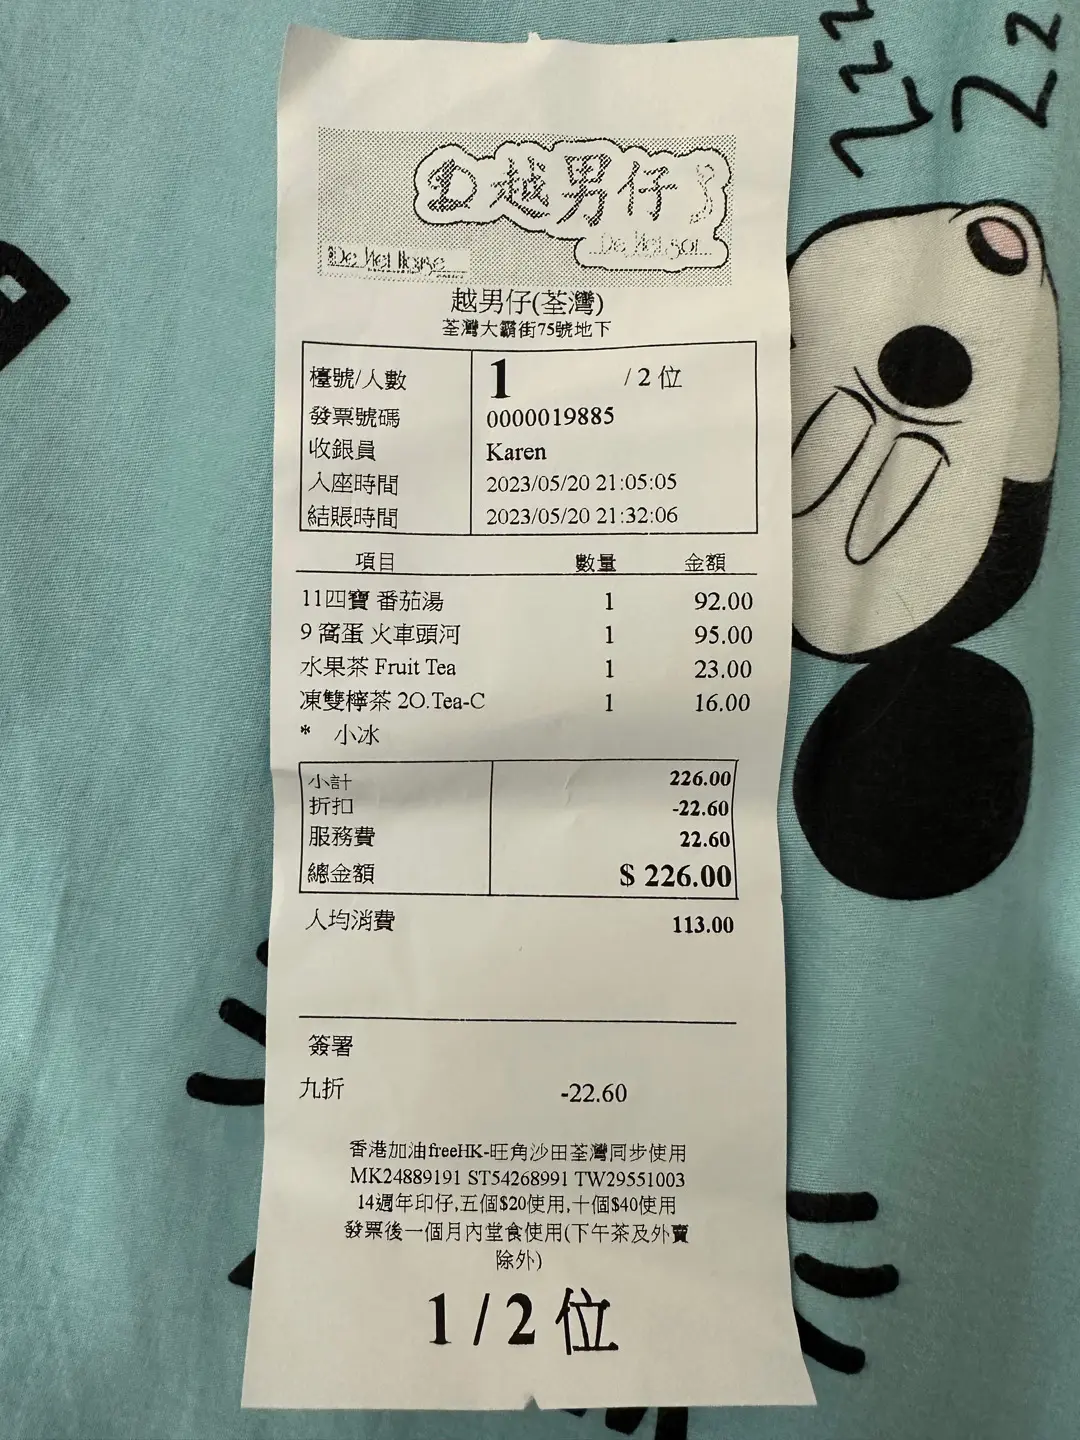 越男仔
De Nei Boi
De Nei House
越男仔(荃灣)
荃灣大霸街75號地下
檯號/人數 1 / 2 位
發票號碼 0000019885
收銀員 Karen
入座時間 2023/05/20 21:05:05
結賬時間 2023/05/20 21:32:06
項目 數量 金額
11四寶 番茄湯 1 92.00
9 窩蛋 火車頭河 1 95.00
水果茶 Fruit Tea 1 23.00
凍雙檸茶 2O.Tea-C 1 16.00
* 小冰
小計 226.00
折扣 -22.60
服務費 22.60
總金額 $ 226.00
人均消費 113.00
簽署
九折 -22.60
香港加油freeHK-旺角沙田荃灣同步使用
MK24889191 ST54268991 TW29551003
14週年印仔,五個$20使用,十個$40使用
發票後一個月內堂食使用(下午茶及外賣
除外)
1 / 2 位